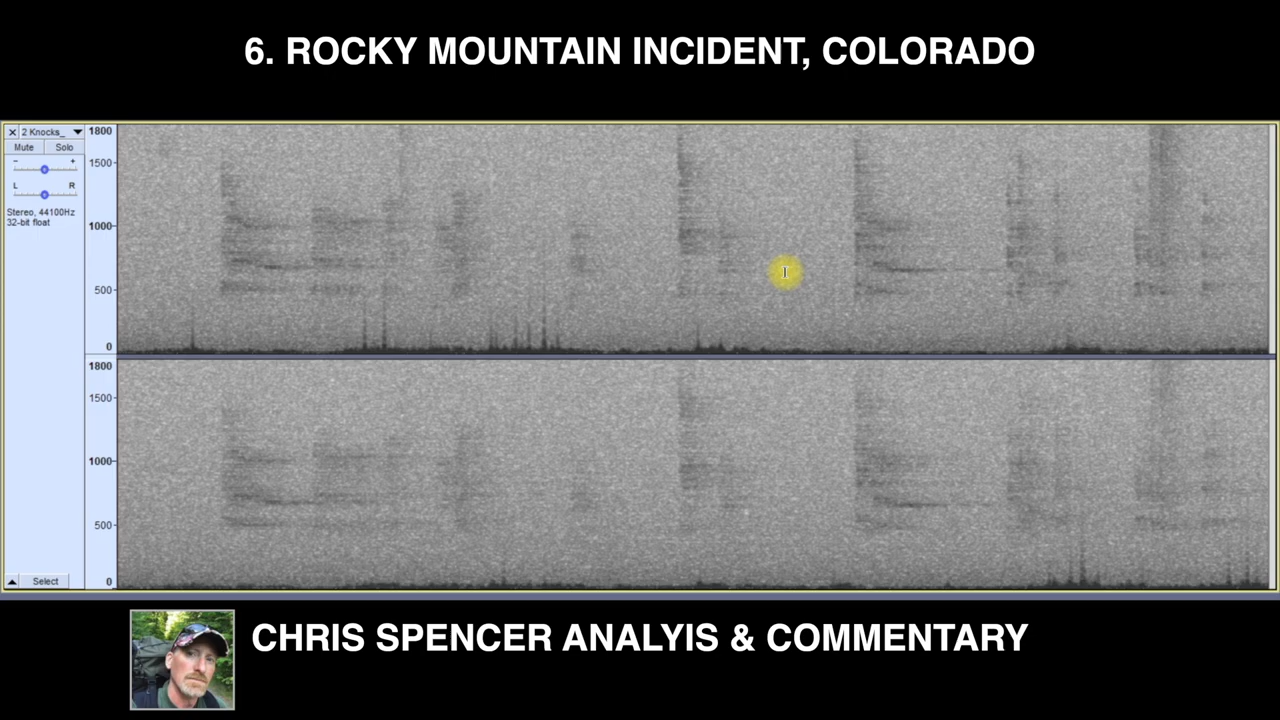 6. ROCKY MOUNTAIN INCIDENT, COLORADO
2 Knocks_
Mute Solo
- +
L R
Stereo, 44100Hz
32-bit float
1800
1500
1000
500
0
1800
1500
1000
500
0
Select
CHRIS SPENCER ANALYIS & COMMENTARY